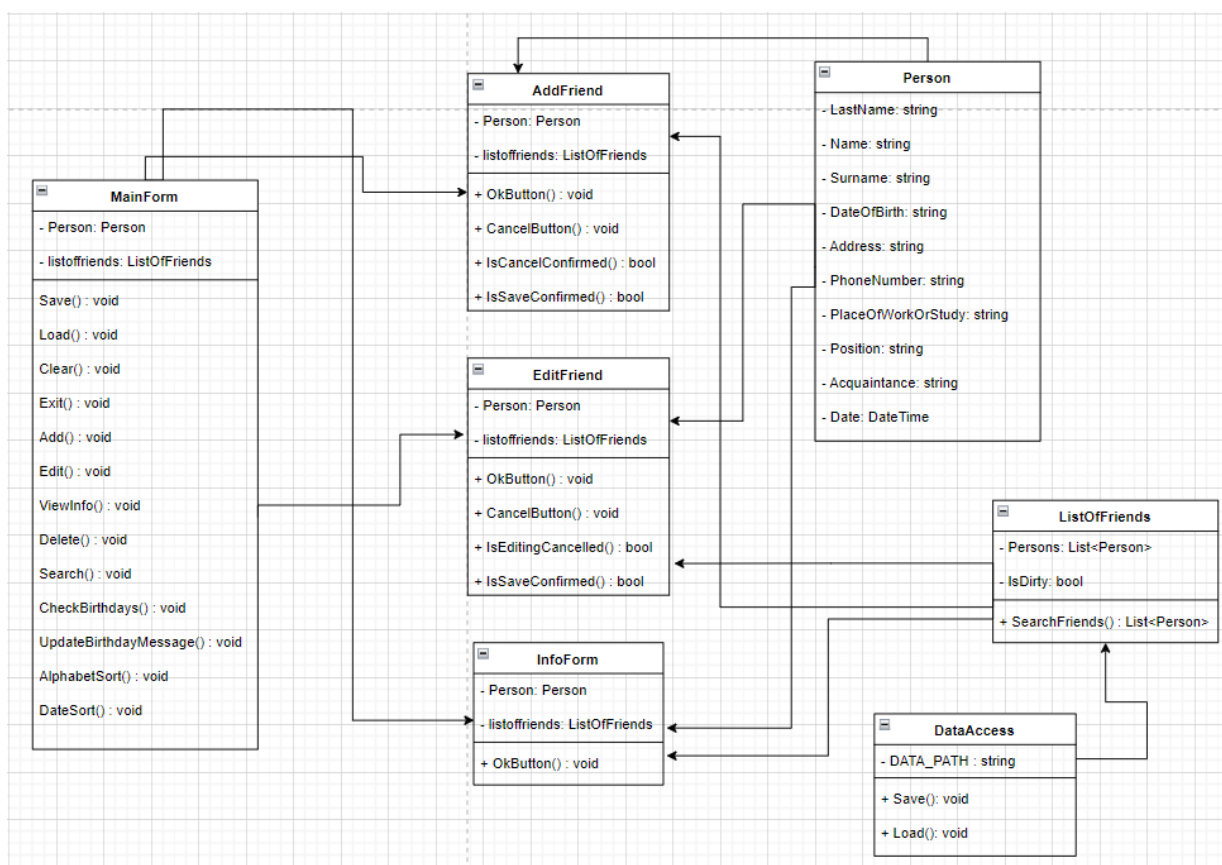 AddFriend
- Person: Person
- listoffriends: ListOfFriends
+ OkButton() : void
+ CancelButton() : void
+ IsCancelConfirmed() : bool
+ IsSaveConfirmed() : bool
Person
- LastName: string
- Name: string
- Surname: string
- DateOfBirth: string
- Address: string
- PhoneNumber: string
- PlaceOfWorkOrStudy: string
- Position: string
- Acquaintance: string
- Date: DateTime
MainForm
- Person: Person
- listoffriends: ListOfFriends
Save() : void
Load() : void
Clear() : void
Exit() : void
Add() : void
Edit() : void
ViewInfo() : void
Delete() : void
Search() : void
CheckBirthdays() : void
UpdateBirthdayMessage() : void
AlphabetSort() : void
DateSort() : void
EditFriend
- Person: Person
- listoffriends: ListOfFriends
+ OkButton() : void
+ CancelButton() : void
+ IsEditingCancelled() : bool
+ IsSaveConfirmed() : bool
ListOfFriends
- Persons: List<Person>
- IsDirty: bool
+ SearchFriends() : List<Person>
InfoForm
- Person: Person
- listoffriends: ListOfFriends
+ OkButton() : void
DataAccess
- DATA_PATH : string
+ Save(): void
+ Load(): void